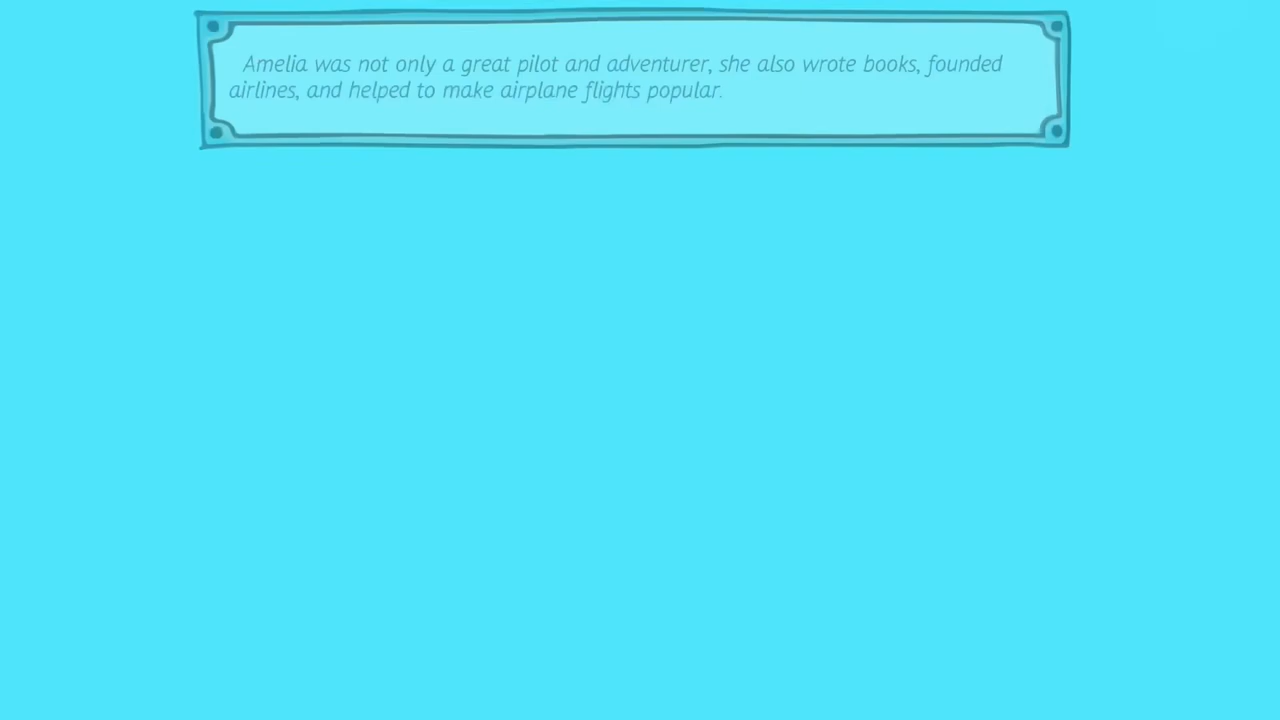 Amelia was not only a great pilot and adventurer, she also wrote books, founded
airlines, and helped to make airplane flights popular.